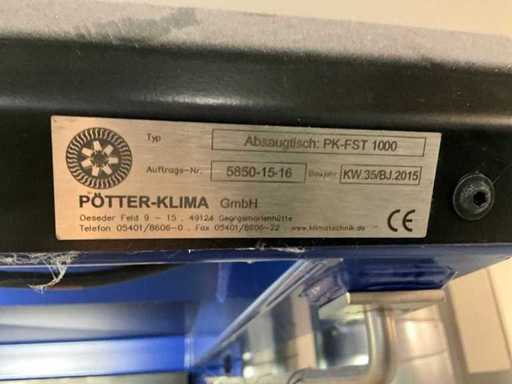 Typ Absaugtisch: PK-FST 1000
Auftrags-Nr. 5850-15-16 Baujahr KW.35/BJ.2015
PÖTTER-KLIMA GmbH
Oeseder Feld 9 - 15 , 49124 Georgsmarienhütte
Telefon 05401/8606-0 , Fax 05401/8606-22 , www.klimatechnik.de
CE